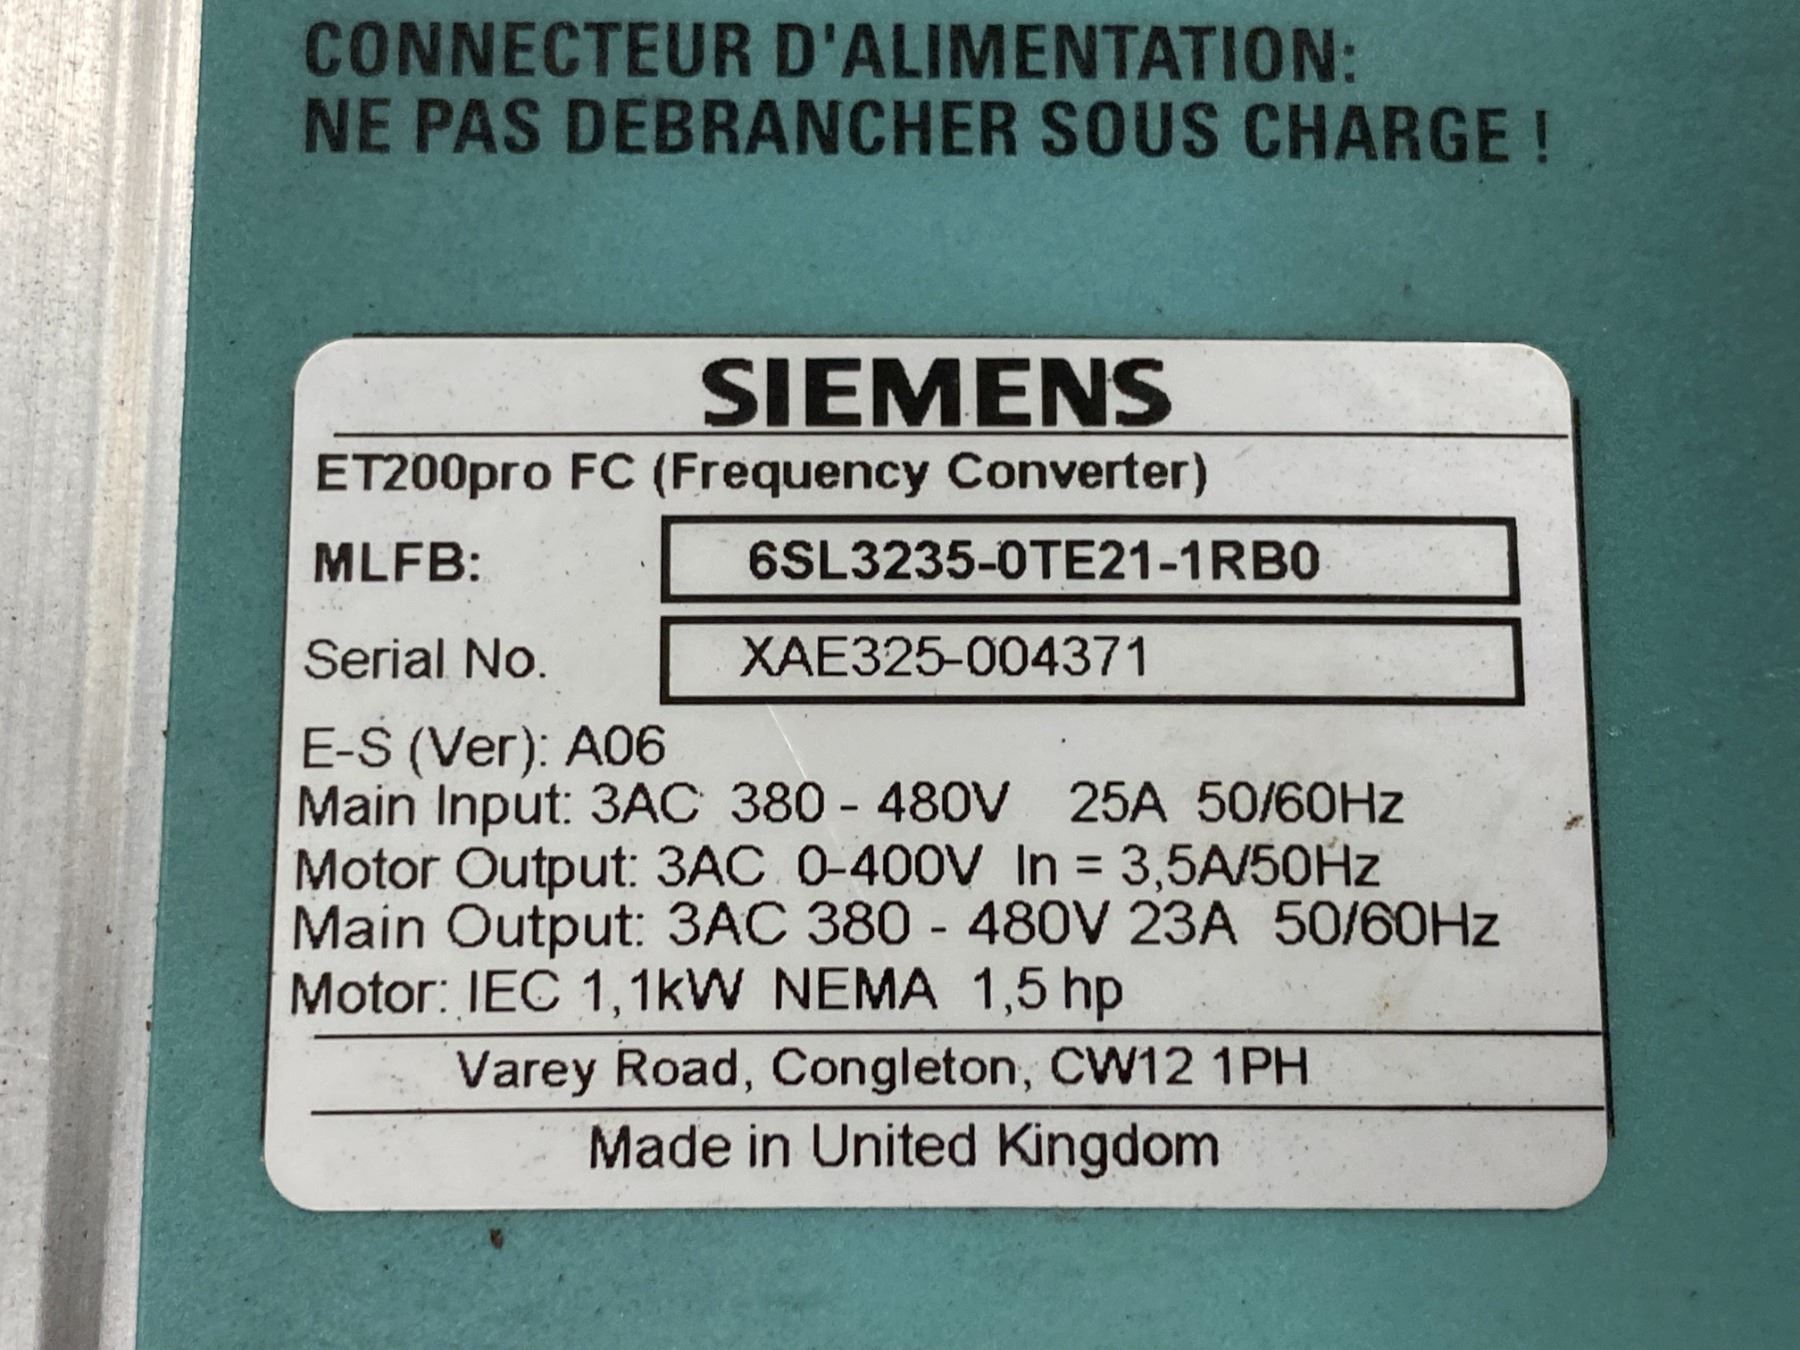 CONNECTEUR D'ALIMENTATION:
NE PAS DEBRANCHER SOUS CHARGE !
SIEMENS
ET200pro FC (Frequency Converter)
MLFB: 6SL3235-0TE21-1RB0
Serial No. XAE325-004371
E-S (Ver): A06
Main Input: 3AC 380 - 480V 25A 50/60Hz
Motor Output: 3AC 0-400V In = 3,5A/50Hz
Main Output: 3AC 380 - 480V 23A 50/60Hz
Motor: IEC 1,1kW NEMA 1,5 hp
Varey Road, Congleton, CW12 1PH
Made in United Kingdom